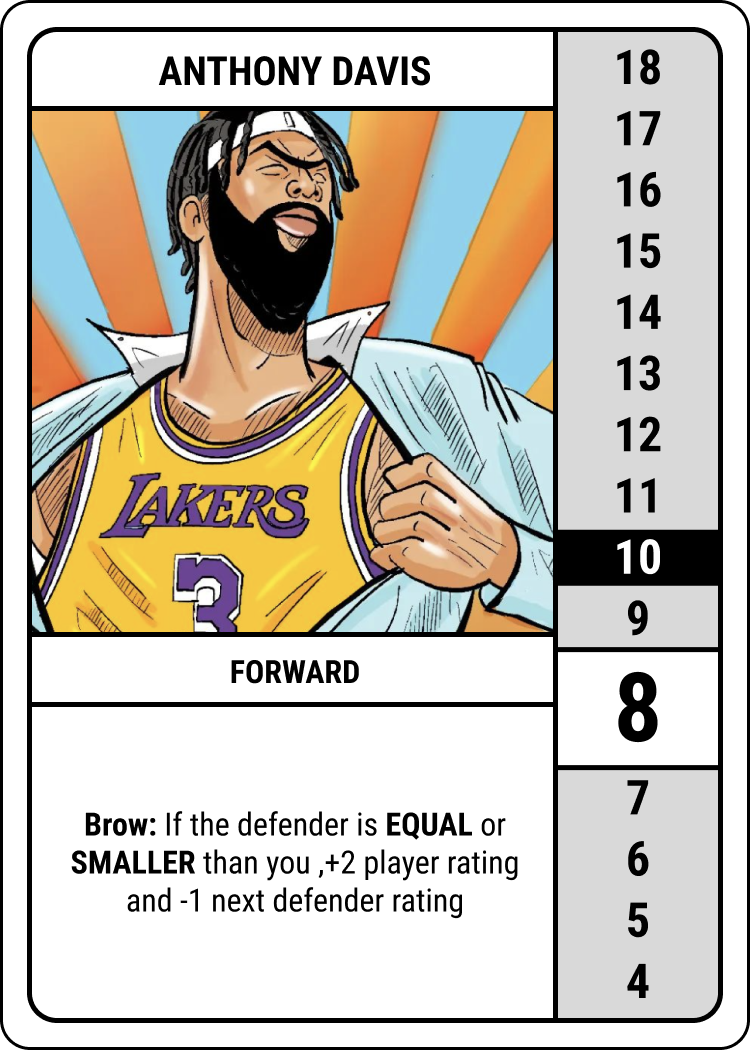 ANTHONY DAVIS
LAKERS
3
FORWARD
Brow: If the defender is EQUAL or
SMALLER than you ,+2 player rating
and -1 next defender rating
18
17
16
15
14
13
12
11
10
9
8
7
6
5
4